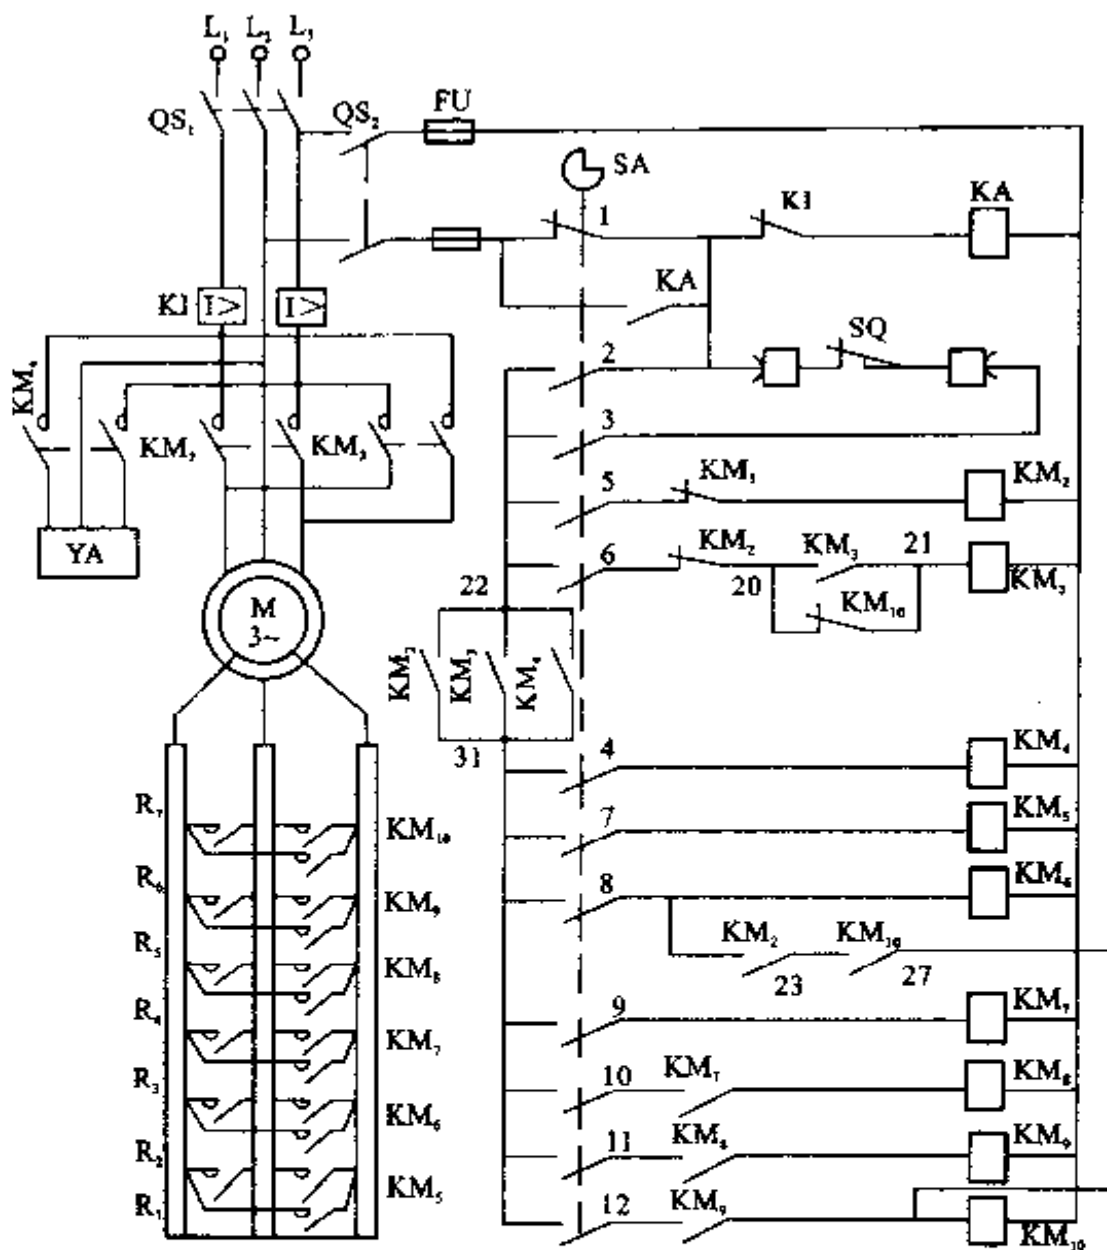 L₁ L₂ L₃
QS₁
QS₂
FU
SA
1
KI
KA
KI
I>
I>
KA
2
SQ
KM₄
3
KM₂
KM₃
5
KM₃
KM₂
YA
6
KM₂
KM₃
21
KM₃
20
KM₁₀
22
M
3~
KM₂
KM₃
KM₄
31
4
KM₄
R₇
7
KM₅
KM₁₀
R₆
8
KM₆
KM₉
R₅
KM₂
KM₁₀
23
27
KM₈
R₄
9
KM₇
KM₇
R₃
10
KM₇
KM₈
KM₆
R₂
11
KM₈
KM₉
KM₅
R₁
12
KM₉
KM₁₀